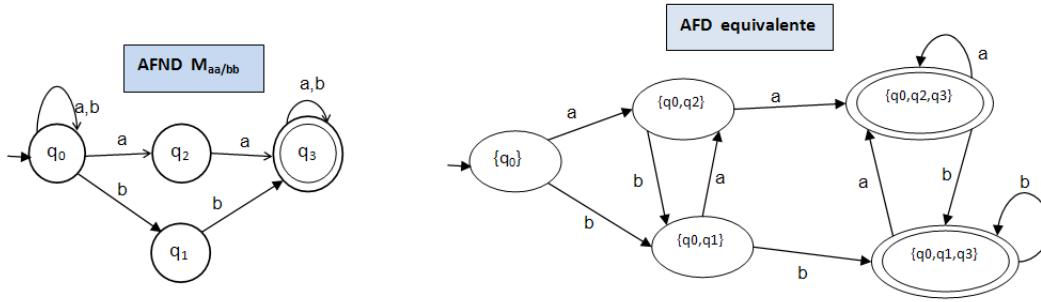 AFND M_aa/bb
a,b
q0
a
q2
a
a,b
q3
b
b
q1
AFD equivalente
{q0}
a
{q0,q2}
a
{q0,q2,q3}
a
b
a
b
{q0,q1}
b
a
b
{q0,q1,q3}
b